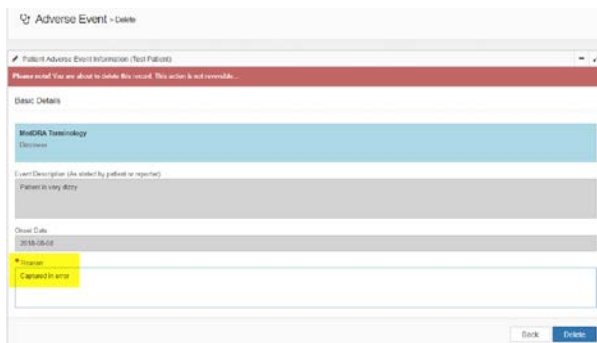 Adverse Event > Delete
Patient Adverse Event Information (Test Patient)
Please note! You are about to delete this record. This action is not reversible...
Basic Details
MedDRA Terminology
Dizziness
Event Description (As stated by patient or reporter)
Patient is very dizzy
Onset Date
2018-08-08
* Reason
Captured in error
Back Delete